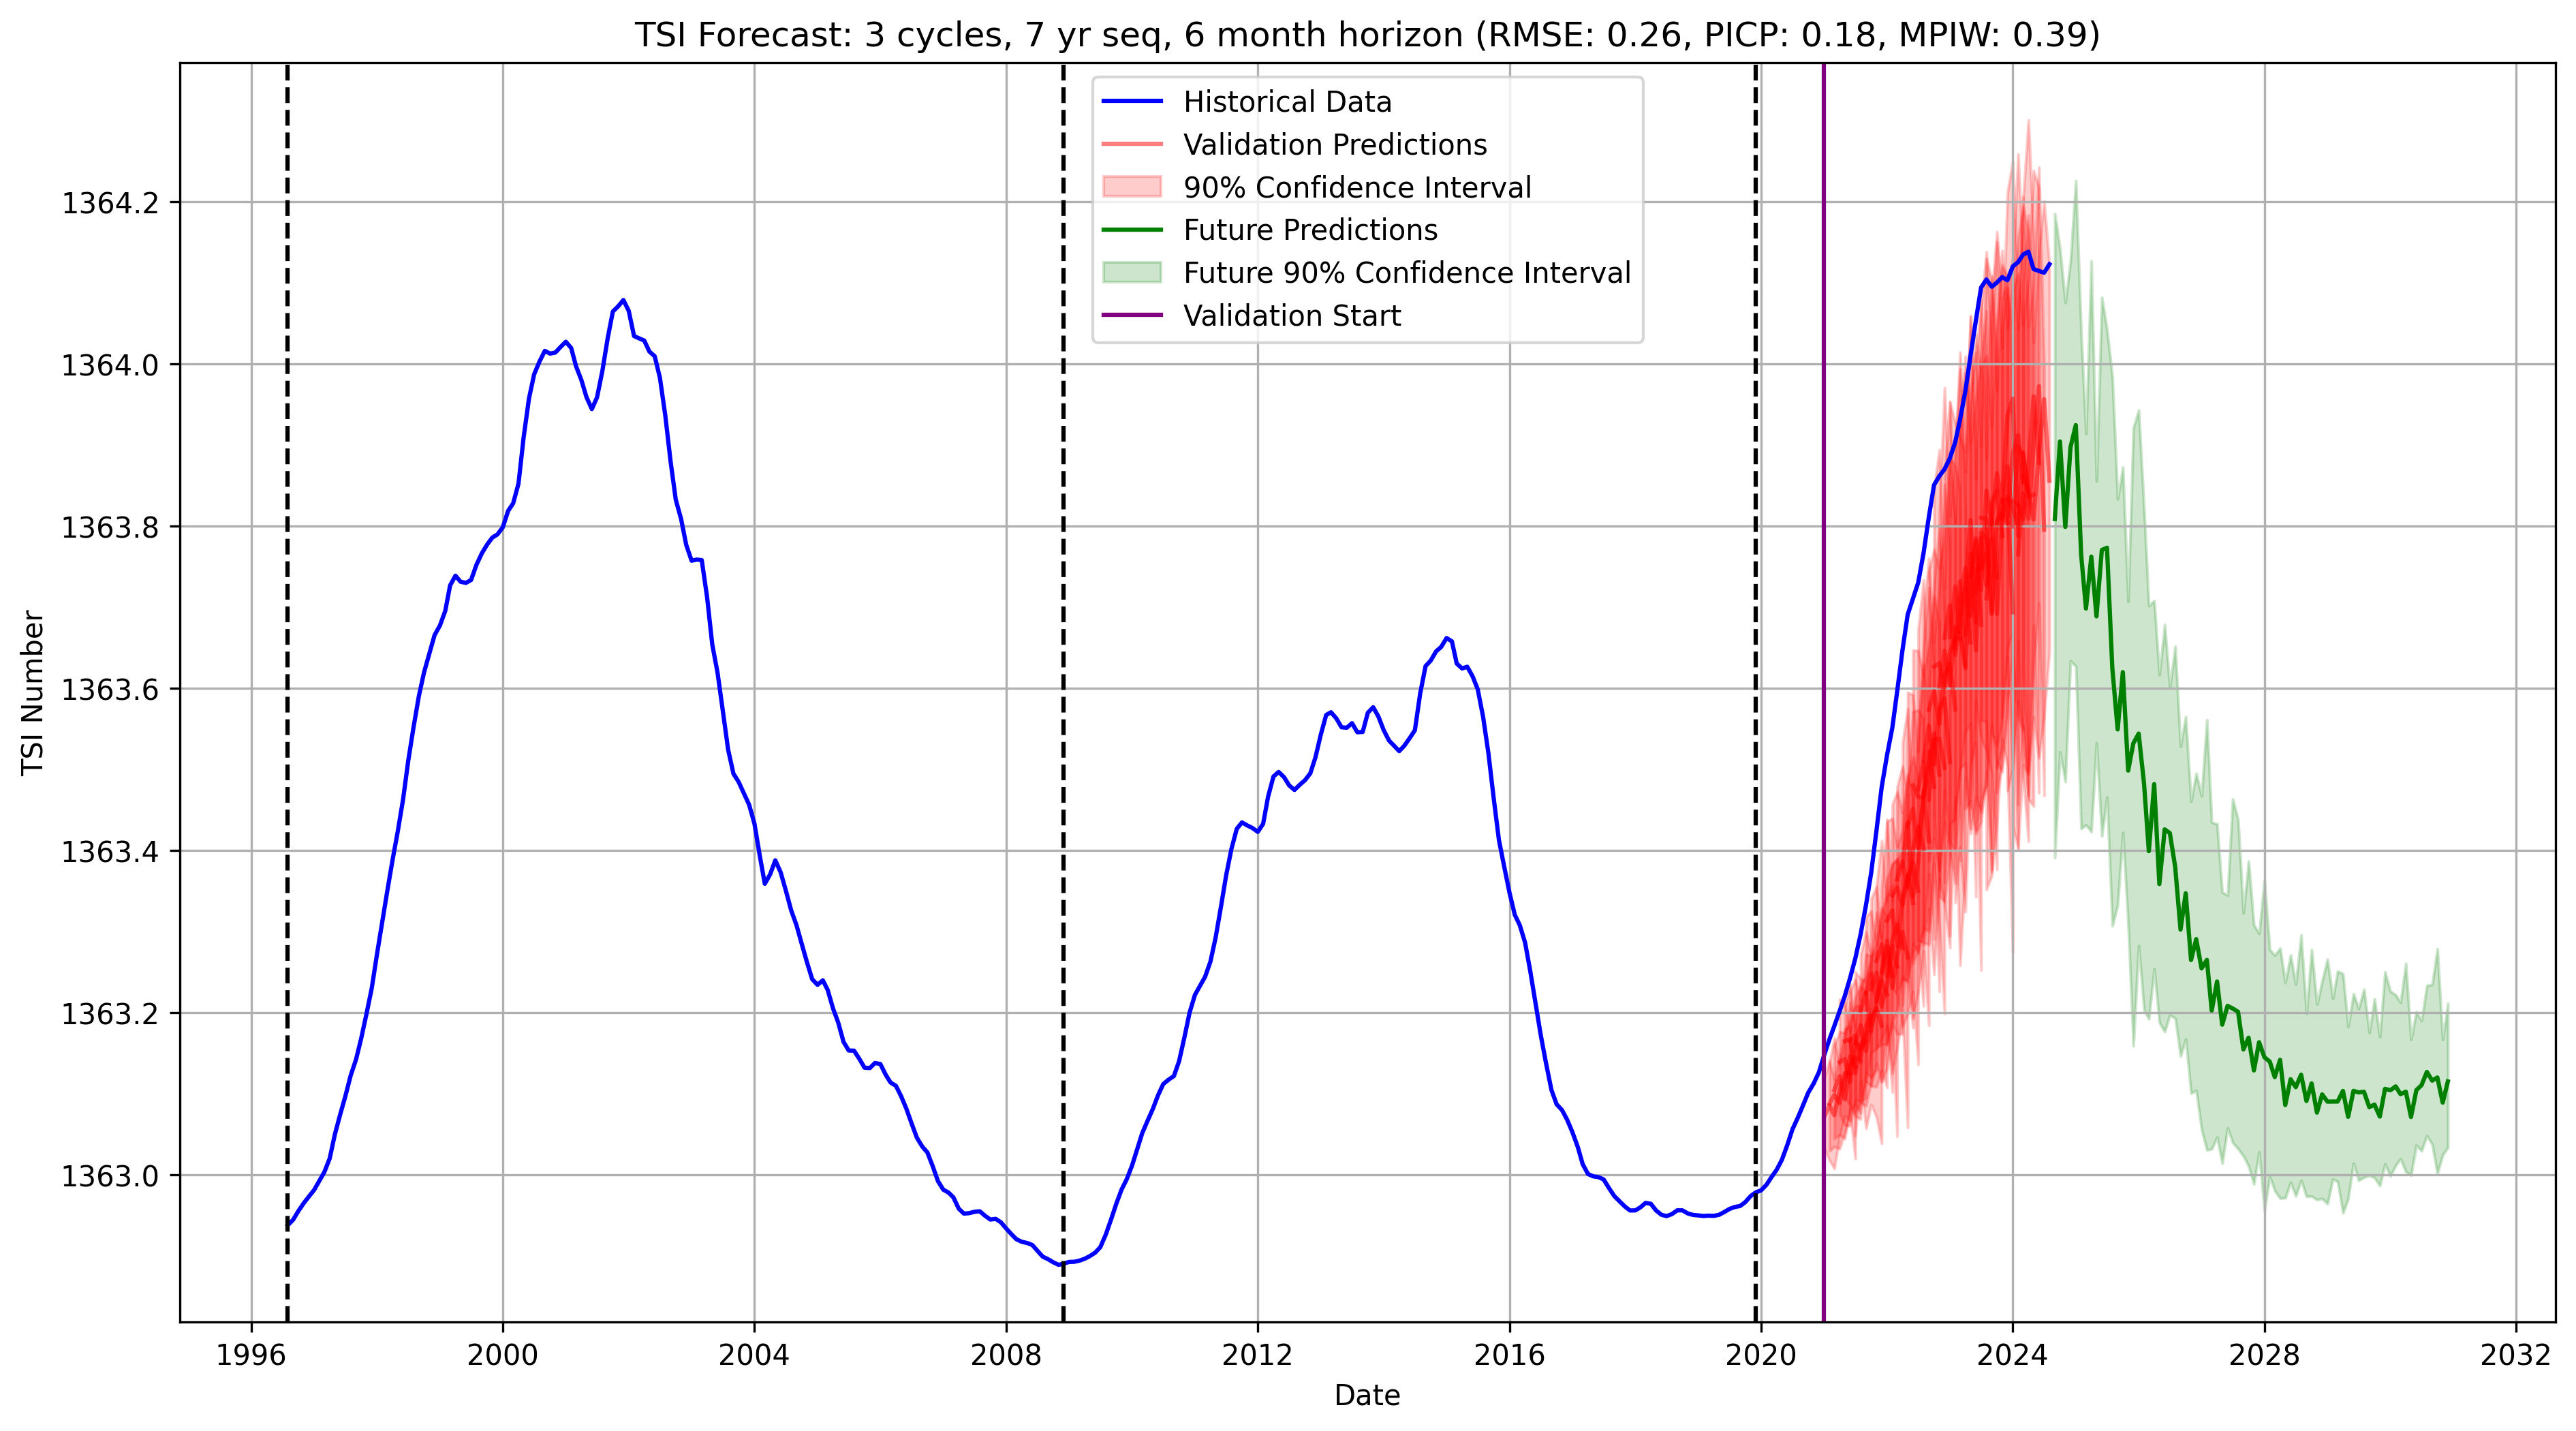 TSI Forecast: 3 cycles, 7 yr seq, 6 month horizon (RMSE: 0.26, PICP: 0.18, MPIW: 0.39)
Historical Data
Validation Predictions
90% Confidence Interval
Future Predictions
Future 90% Confidence Interval
Validation Start
TSI Number
1364.2
1364.0
1363.8
1363.6
1363.4
1363.2
1363.0
1996
2000
2004
2008
2012
2016
2020
2024
2028
2032
Date